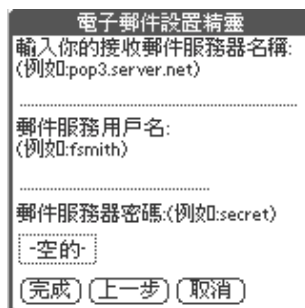 電子郵件設置精靈
輸入你的接收郵件服務器名稱:
(例如:pop3.server.net)
郵件服務用戶名:
(例如:fsmith)
郵件服務器密碼:(例如:secret)
-空的-
完成 上一步 取消